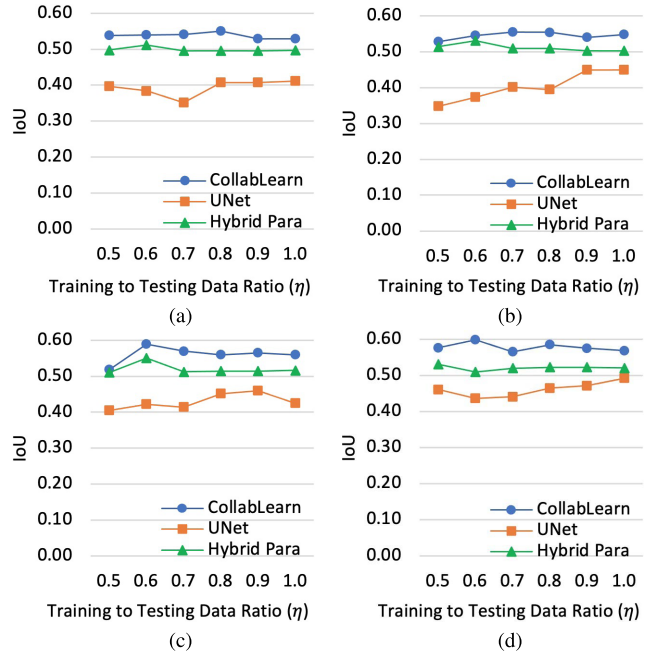 0.60
0.50
0.40
0.30
0.20
0.10
0.00
IoU
CollabLearn
UNet
Hybrid Para
0.5 0.6 0.7 0.8 0.9 1.0
Training to Testing Data Ratio (η)
(a)
0.60
0.50
0.40
0.30
0.20
0.10
0.00
IoU
CollabLearn
UNet
Hybrid Para
0.5 0.6 0.7 0.8 0.9 1.0
Training to Testing Data Ratio (η)
(b)
0.60
0.50
0.40
0.30
0.20
0.10
0.00
IoU
CollabLearn
UNet
Hybrid Para
0.5 0.6 0.7 0.8 0.9 1.0
Training to Testing Data Ratio (η)
(c)
0.60
0.50
0.40
0.30
0.20
0.10
0.00
IoU
CollabLearn
UNet
Hybrid Para
0.5 0.6 0.7 0.8 0.9 1.0
Training to Testing Data Ratio (η)
(d)